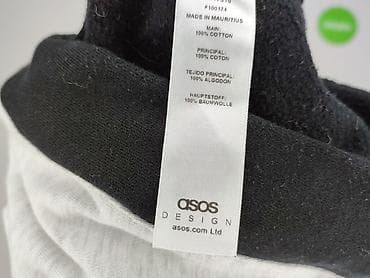 F100174
MADE IN MAURITIUS
MAIN:
100% COTTON
PRINCIPAL:
100% COTON
TEJIDO PRINCIPAL:
100% ALGODON
HAUPTSTOFF:
100% BAUMWOLLE
asos
DESIGN
asos.com Ltd